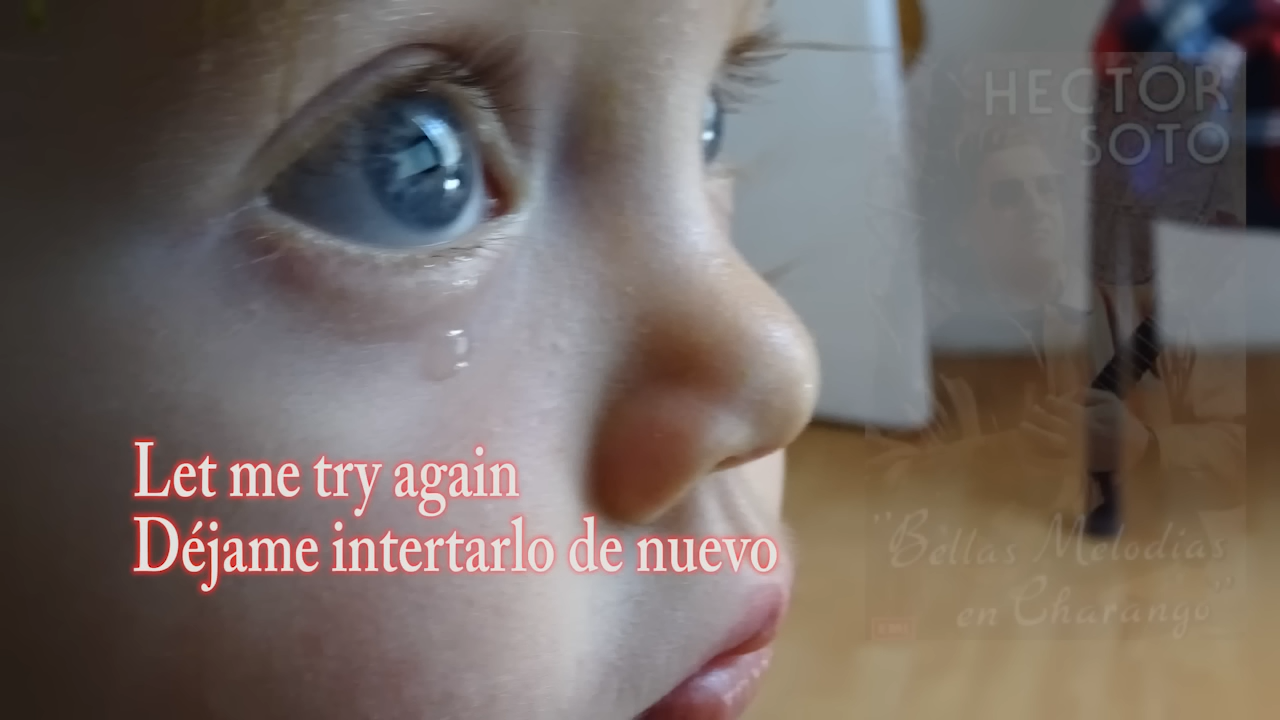 HECTOR
SOTO
Let me try again
Déjame intertarlo de nuevo
"Bellas Melodias
en Charango"